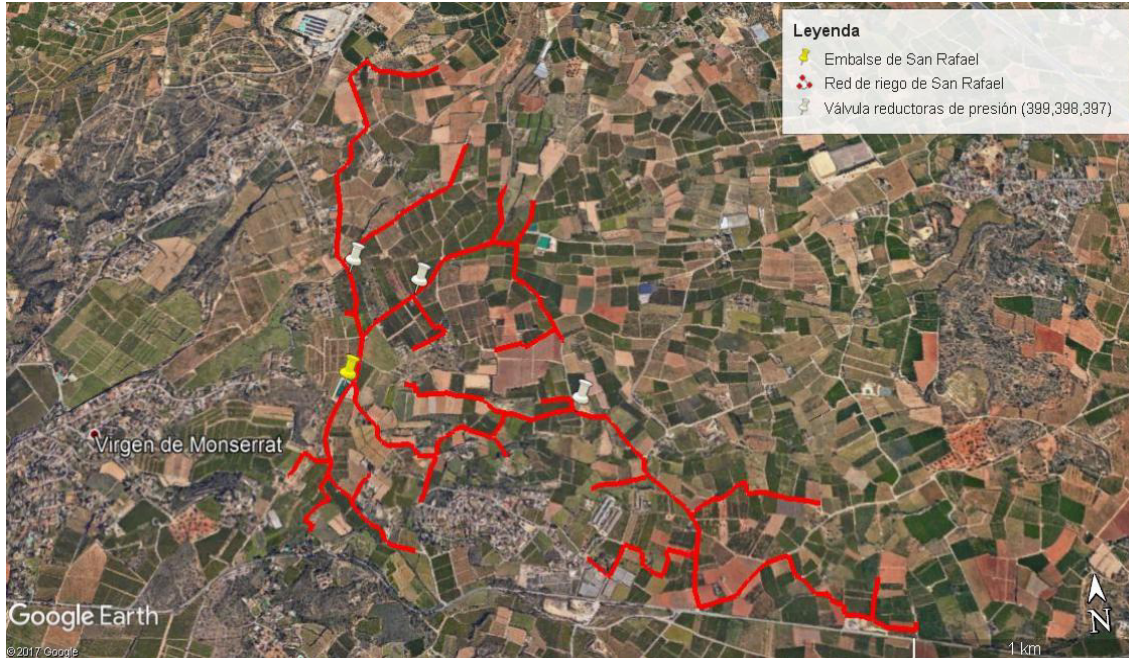 Leyenda
Embalse de San Rafael
Red de riego de San Rafael
Válvula reductoras de presión (399,398,397)
Virgen de Monserrat
Google Earth
©2017 Google
1 km
N